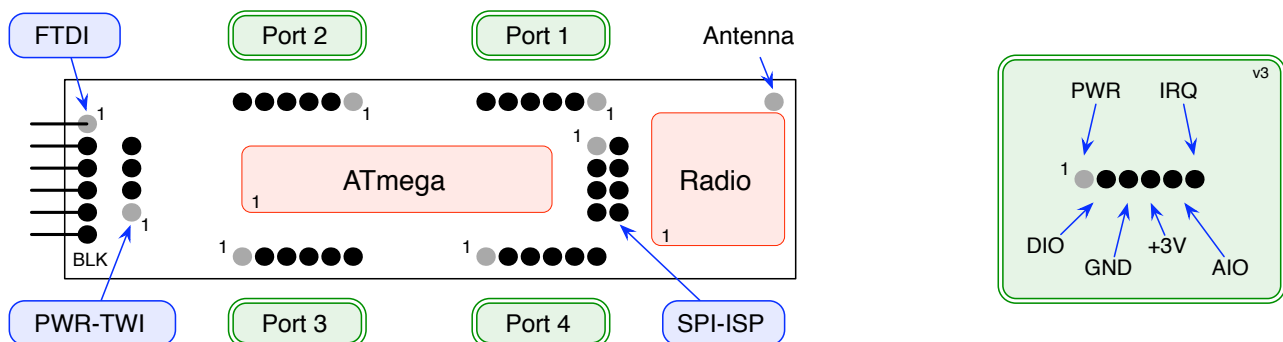 FTDI
Port 2
Port 1
Antenna
1
1
1
1
ATmega
1
Radio
1
1
1
1
BLK
PWR-TWI
Port 3
Port 4
SPI-ISP
v3
PWR
IRQ
1
DIO
GND
+3V
AIO